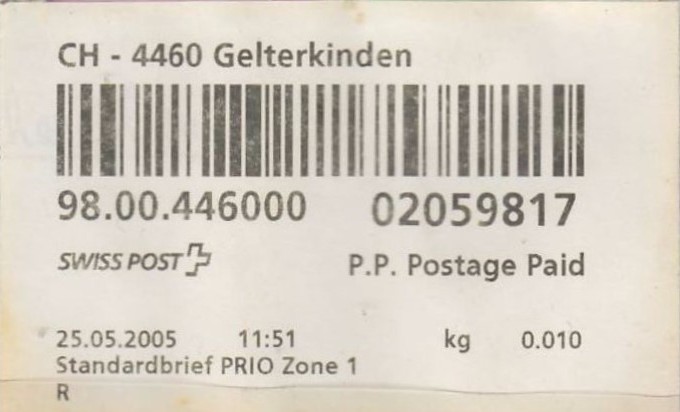 CH - 4460 Gelterkinden
98.00.446000 02059817
SWISS POST P.P. Postage Paid
25.05.2005 11:51 kg 0.010
Standardbrief PRIO Zone 1
R